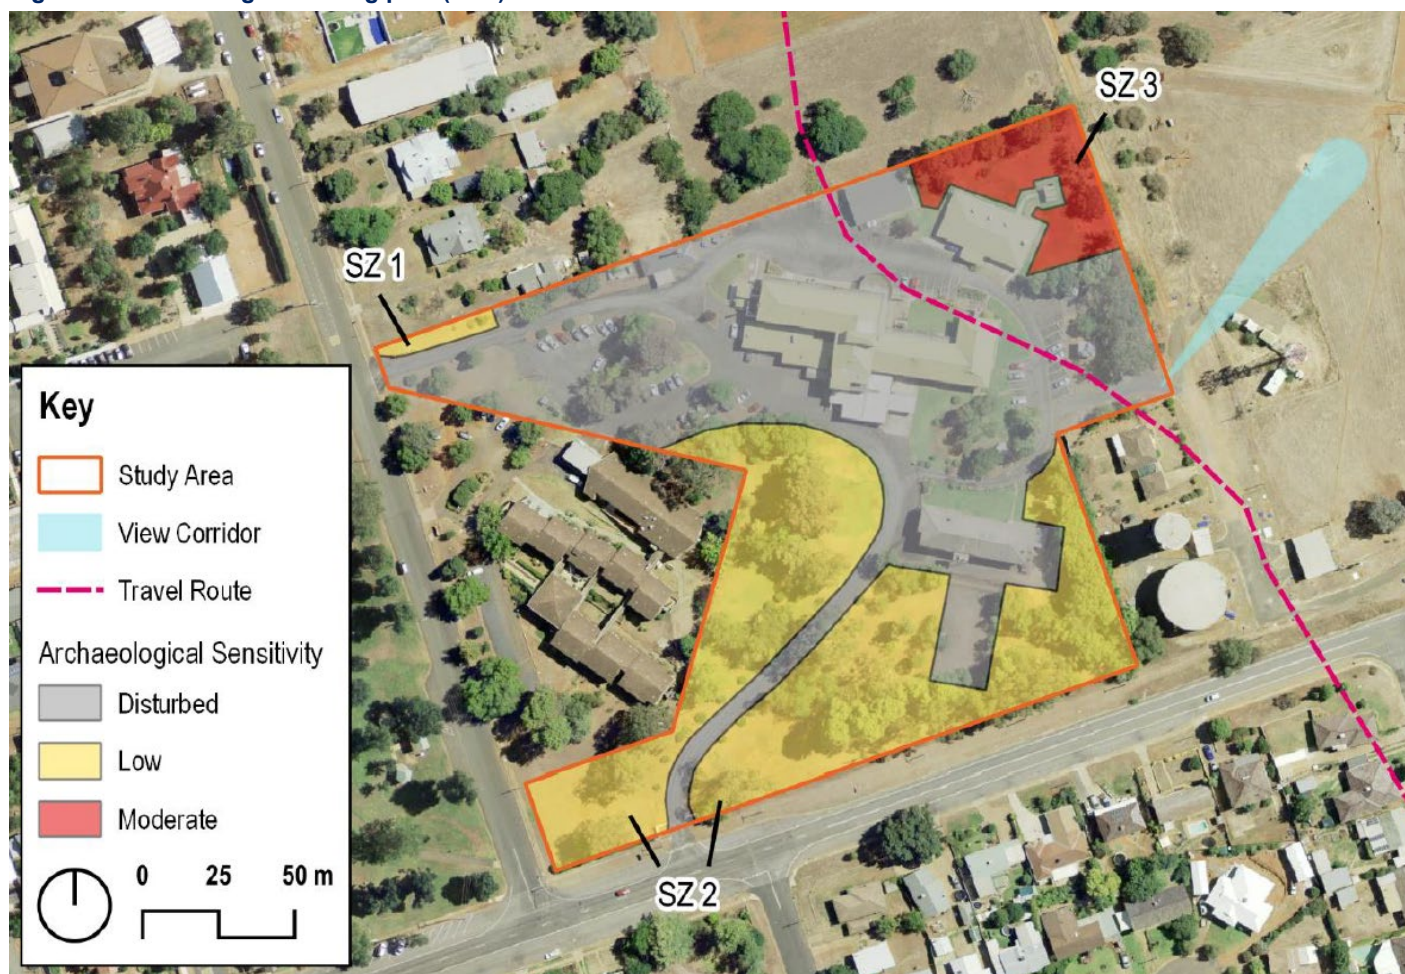 SZ 3
SZ 1
Key
Study Area
View Corridor
Travel Route
Archaeological Sensitivity
Disturbed
Low
Moderate
0 25 50 m
SZ 2